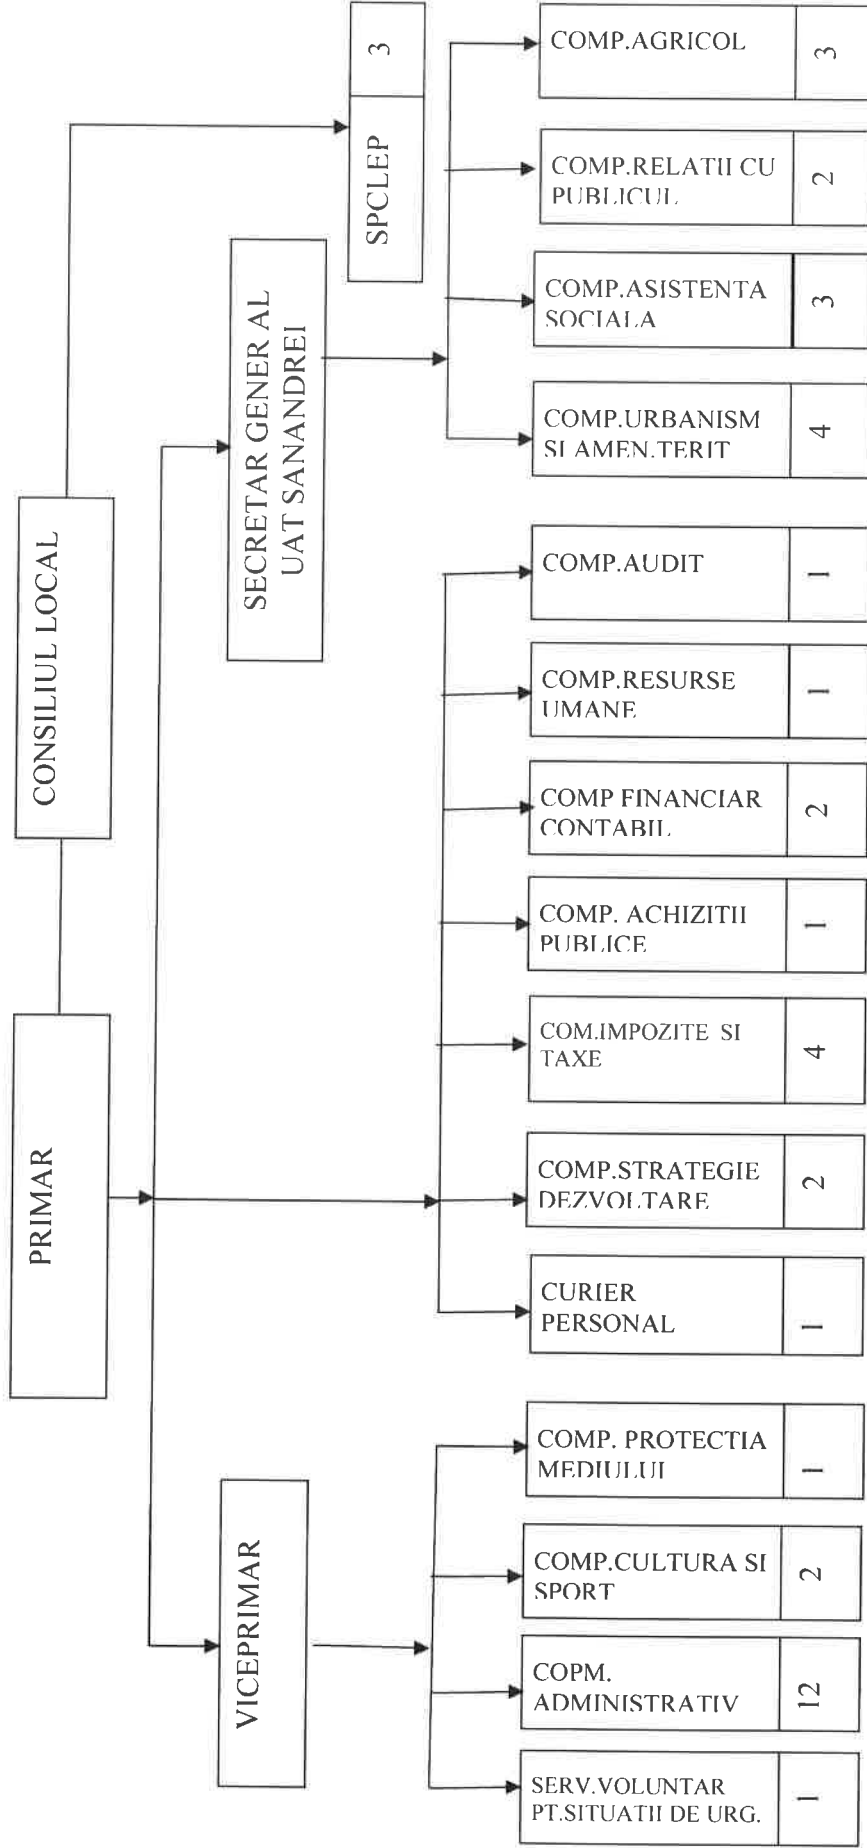 CONSILIUL LOCAL
PRIMAR
SPCLEP
3
SECRETAR GENER AL
UAT SANANDREI
VICEPRIMAR
COMP.AGRICOL
3
COMP.RELATII CU
PUBLICUL
2
COMP.ASISTENTA
SOCIALA
3
COMP.URBANISM
SI AMEN.TERIT
4
COMP.AUDIT
1
COMP.RESURSE
UMANE
1
COMP FINANCIAR
CONTABIL
2
COMP. ACHIZITII
PUBLICE
1
COM.IMPOZITE SI
TAXE
4
COMP.STRATEGIE
DEZVOLTARE
2
CURIER
PERSONAL
1
COMP. PROTECTIA
MEDIULUI
1
COMP.CULTURA SI
SPORT
2
COPM.
ADMINISTRATIV
12
SERV.VOLUNTAR
PT.SITUATII DE URG.
1